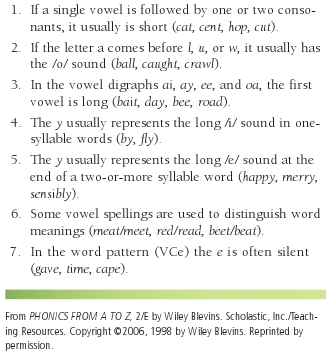 1. If a single vowel is followed by one or two conso-
nants, it usually is short (cat, cent, hop, cut).
2. If the letter a comes before l, u, or w, it usually has
the /o/ sound (ball, caught, crawl).
3. In the vowel digraphs ai, ay, ee, and oa, the first
vowel is long (bait, day, bee, road).
4. The y usually represents the long /i/ sound in one-
syllable words (by, fly).
5. The y usually represents the long /e/ sound at the
end of a two-or-more syllable word (happy, merry,
sensibly).
6. Some vowel spellings are used to distinguish word
meanings (meat/meet, red/read, beet/beat).
7. In the word pattern (VCe) the e is often silent
(gave, time, cape).
From PHONICS FROM A TO Z, 2/E by Wiley Blevins. Scholastic, Inc./Teach-
ing Resources. Copyright ©2006, 1998 by Wiley Blevins. Reprinted by
permission.